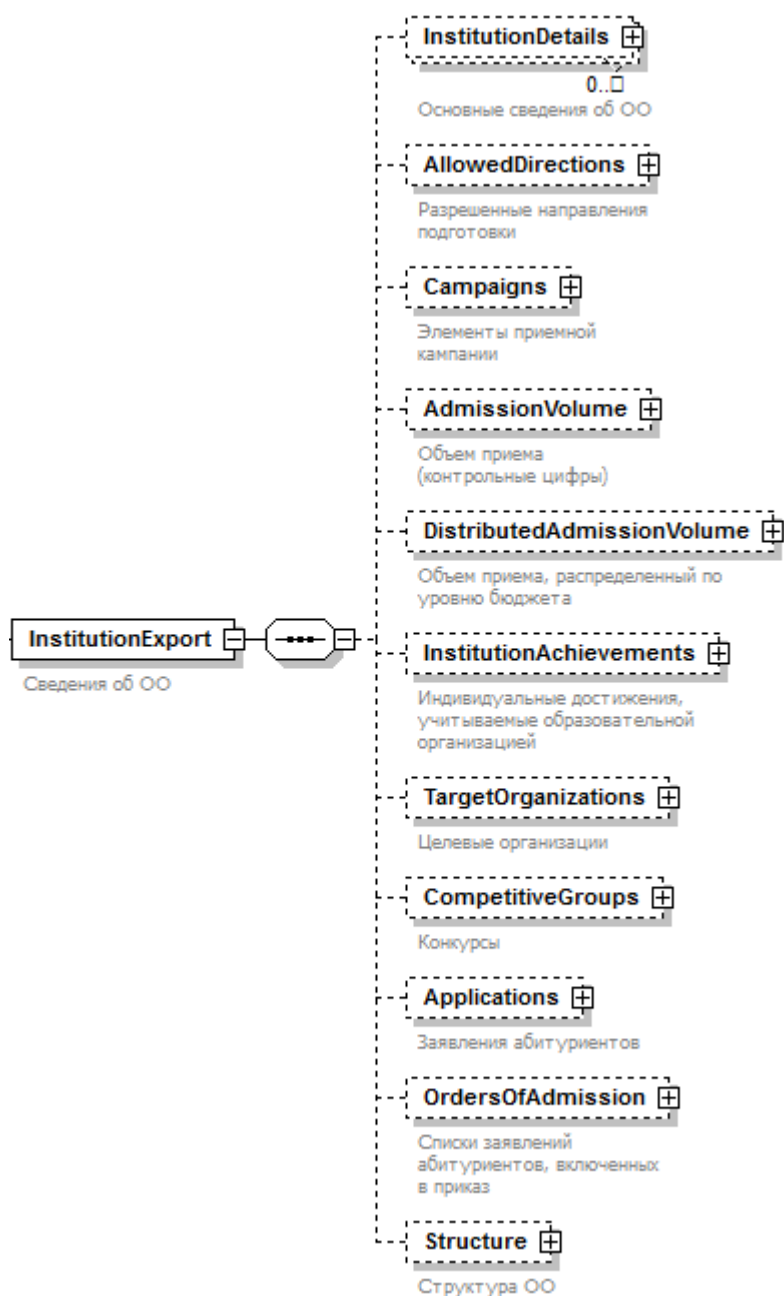 InstitutionDetails
0..□
Основные сведения об ОО
AllowedDirections
Разрешенные направления
подготовки
Campaigns
Элементы приемной
кампании
AdmissionVolume
Объем приема
(контрольные цифры)
DistributedAdmissionVolume
Объем приема, распределенный по
уровню бюджета
InstitutionExport
Сведения об ОО
InstitutionAchievements
Индивидуальные достижения,
учитываемые образовательной
организацией
TargetOrganizations
Целевые организации
CompetitiveGroups
Конкурсы
Applications
Заявления абитуриентов
OrdersOfAdmission
Списки заявлений
абитуриентов, включенных
в приказ
Structure
Структура ОО